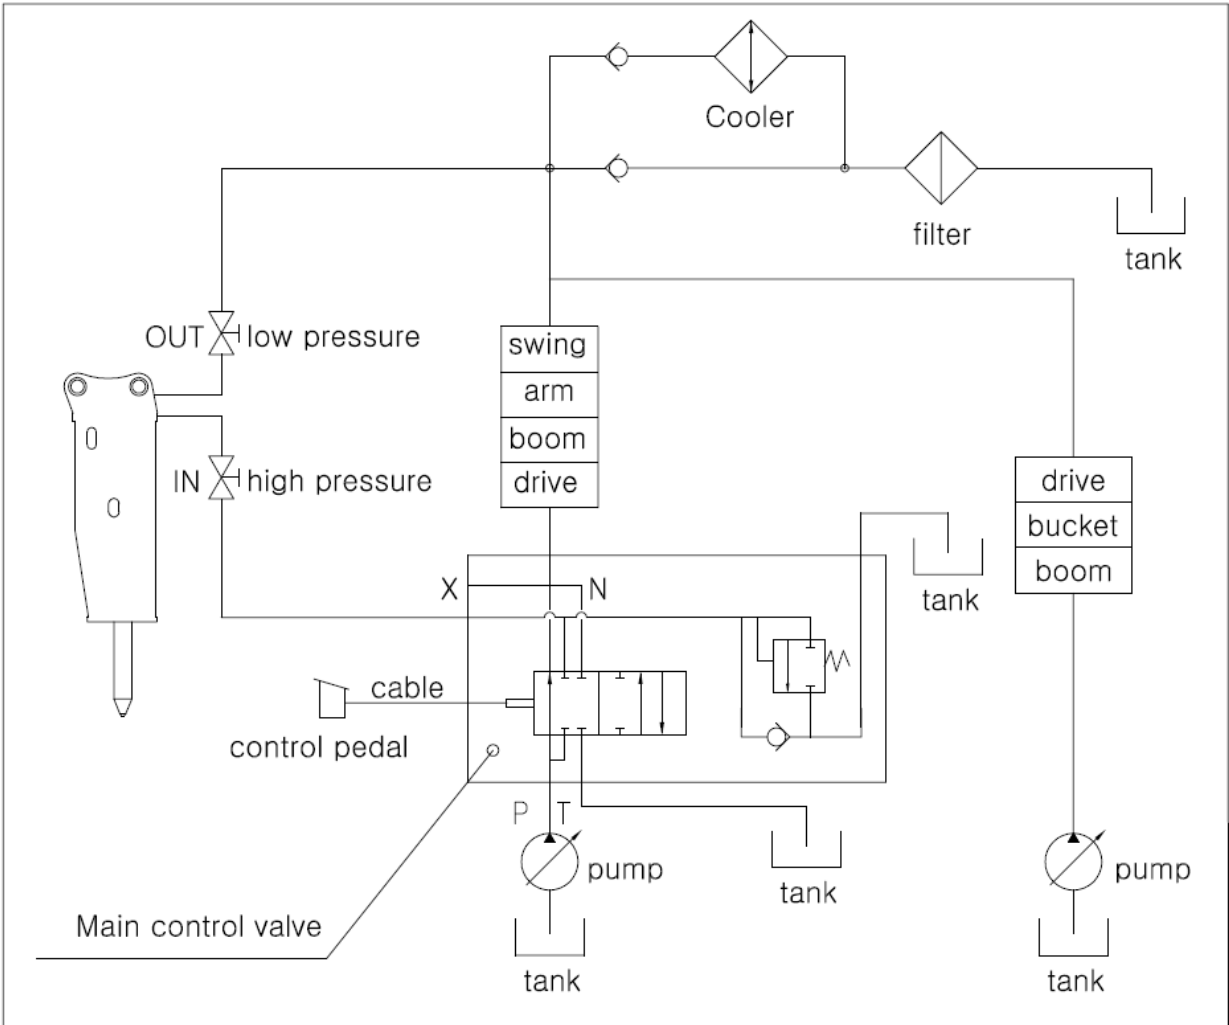 Cooler
filter
tank
OUT
low pressure
swing
arm
boom
drive
IN
high pressure
drive
bucket
boom
X
N
tank
cable
control pedal
P
T
pump
pump
tank
Main control valve
tank
tank